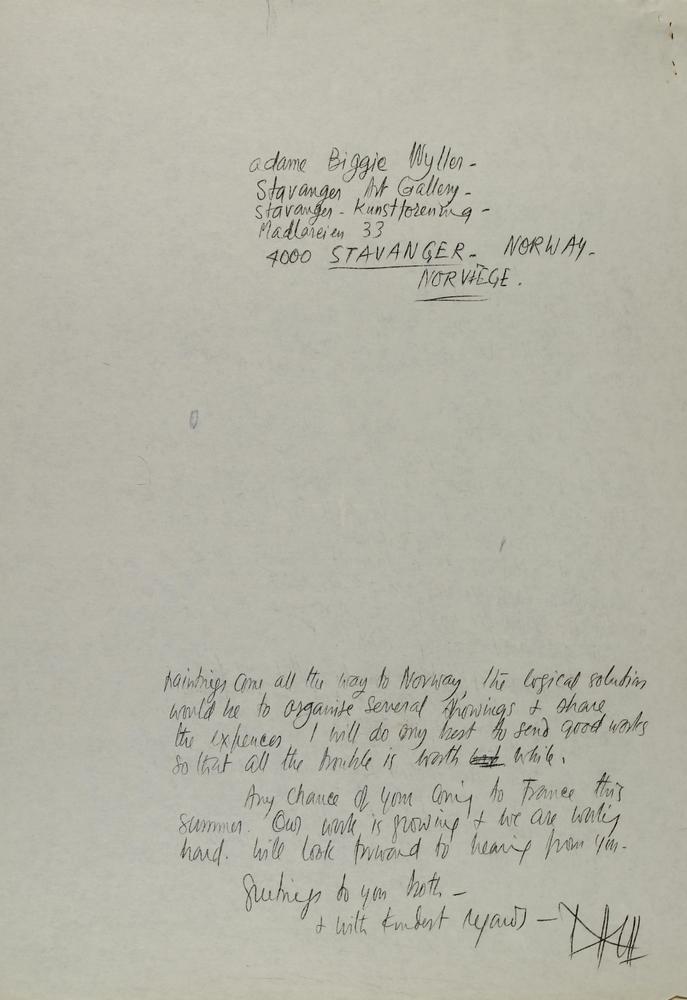 adame Biggie Wyller -
Stavanger Art Gallery -
Stavanger - Kunstforening -
Madlaveien 33
4000 STAVANGER - NORWAY -
NORVÈGE .
paintings come all the way to Norway, the logical solution
would be to organise several showings + share
the expences. I will do my best to send good works
so that all the trouble is worth while.
Any chance of your coming to France this
summer. Our work is growing + we are working
hard. Will look forward to hearing from you -
Greetings to you both -
+ with kindest regards -